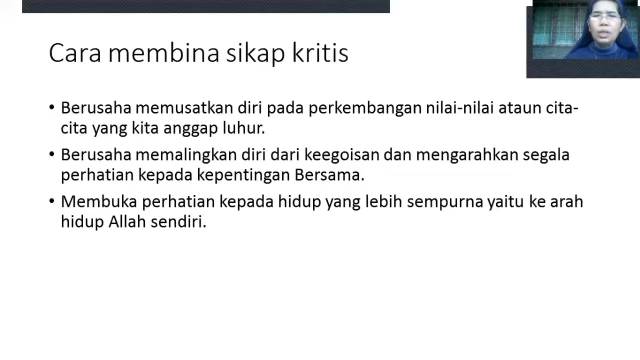 Cara membina sikap kritis
• Berusaha memusatkan diri pada perkembangan nilai-nilai ataun cita-
cita yang kita anggap luhur.
• Berusaha memalingkan diri dari keegoisan dan mengarahkan segala
perhatian kepada kepentingan Bersama.
• Membuka perhatian kepada hidup yang lebih sempurna yaitu ke arah
hidup Allah sendiri.